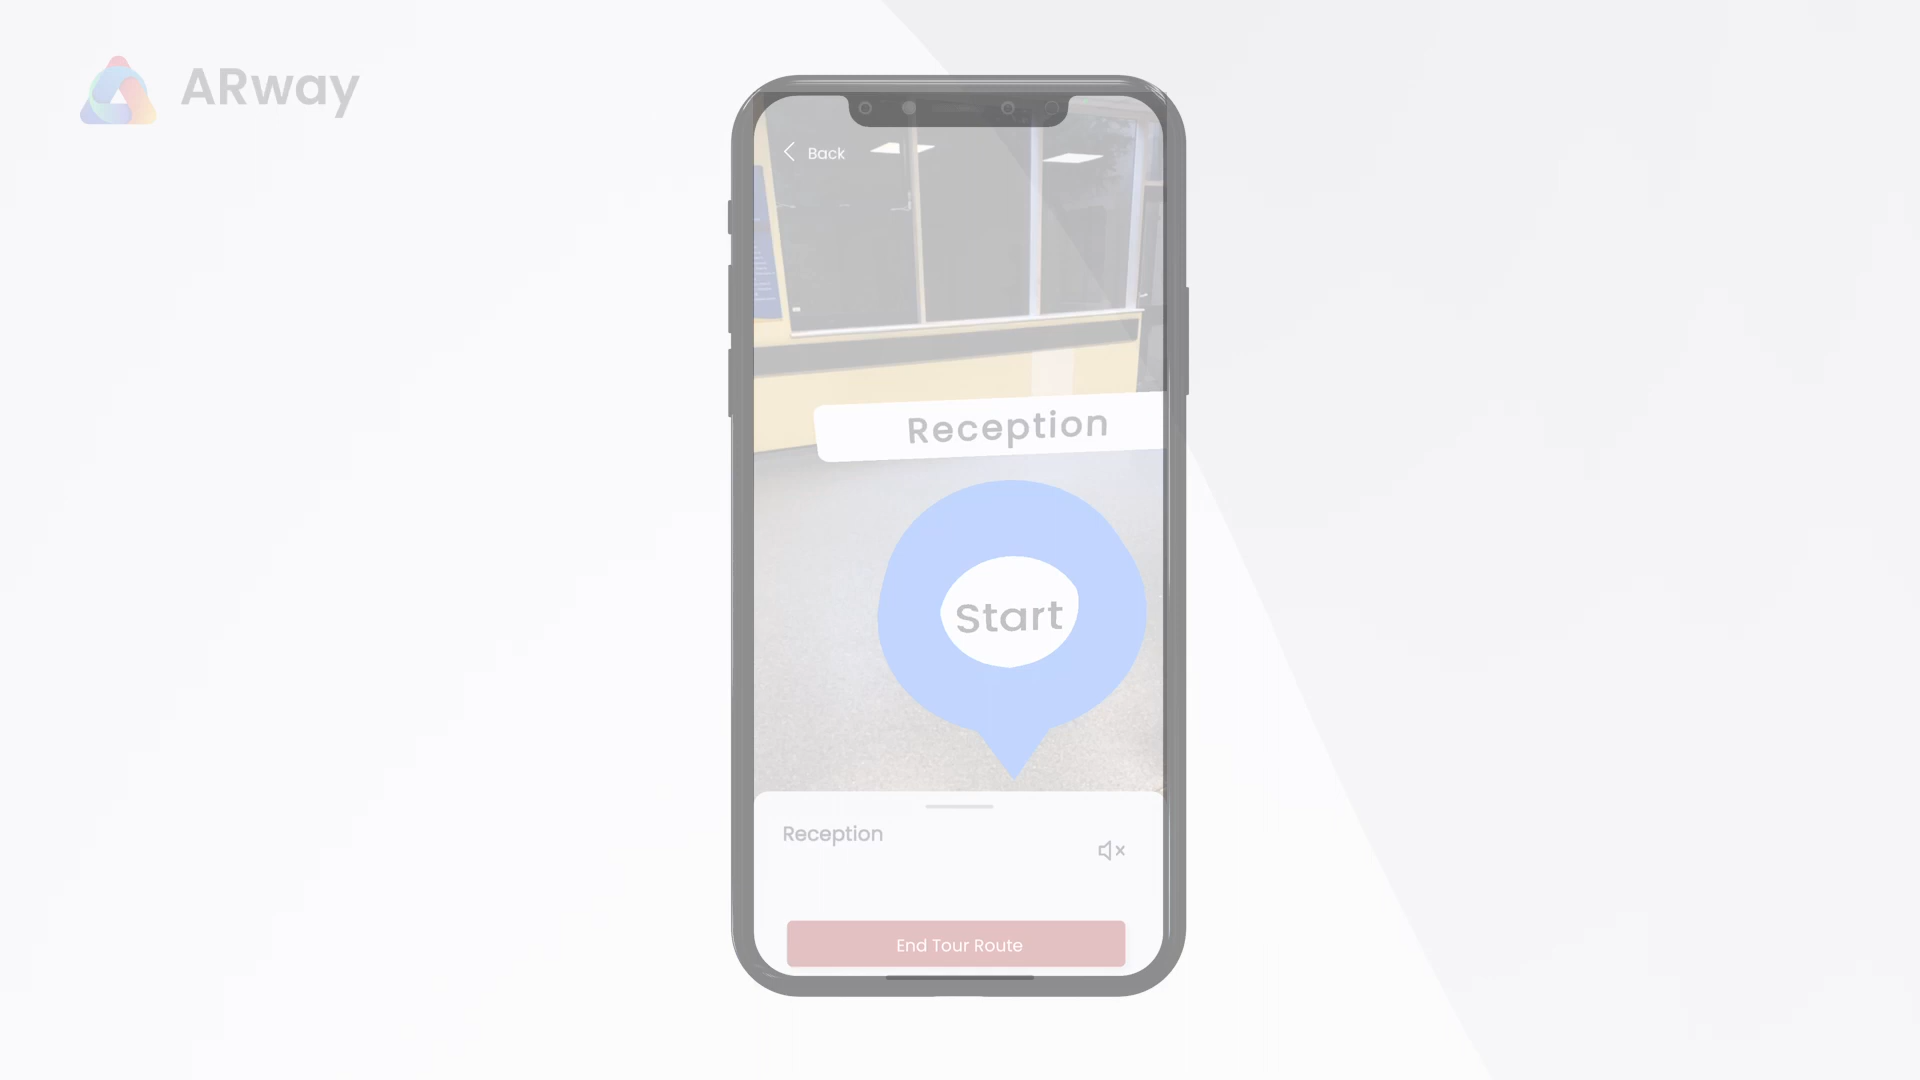 ARway
Back
Reception
Start
Reception
End Tour Route